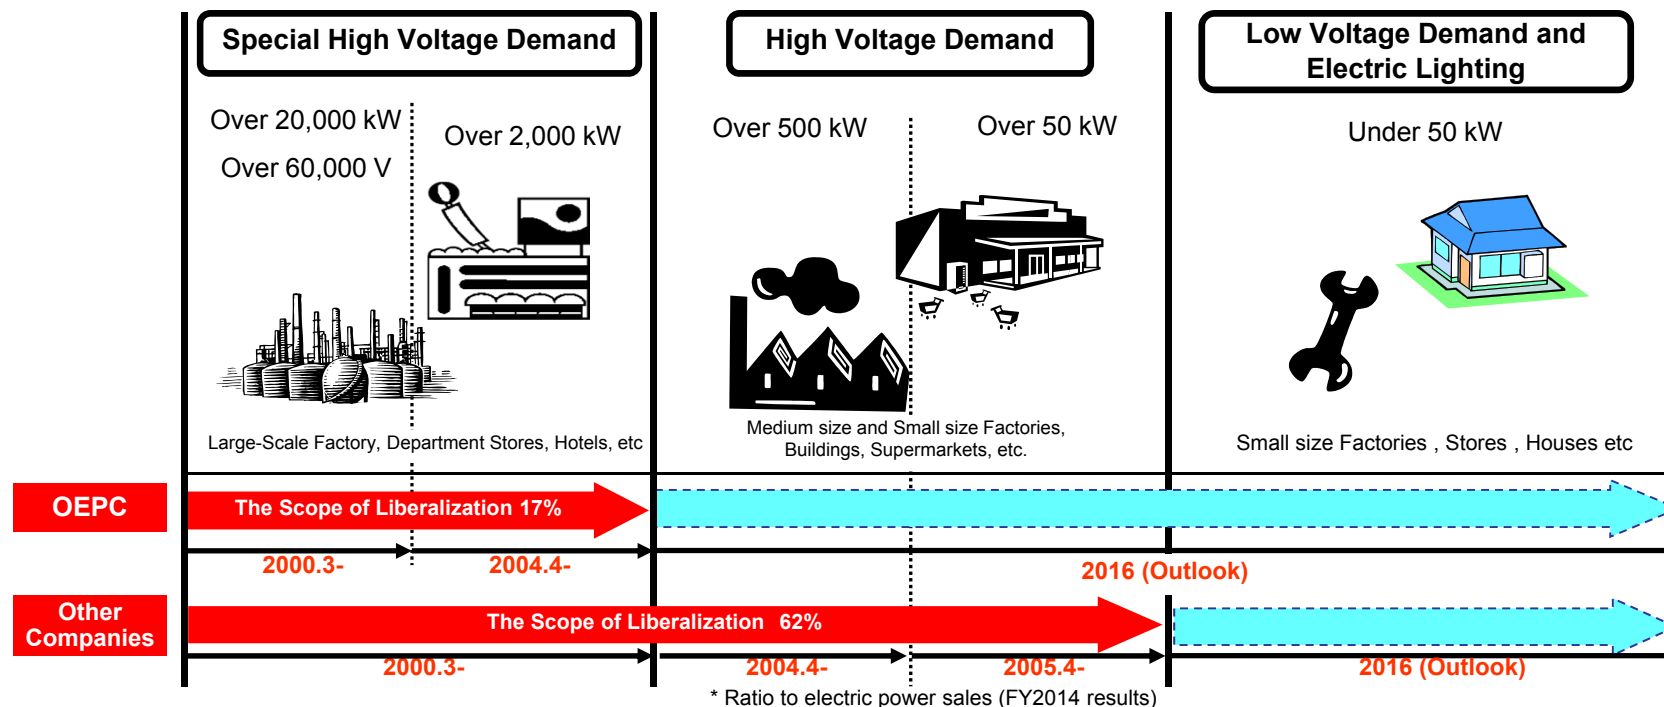 Special High Voltage Demand
High Voltage Demand
Low Voltage Demand and
Electric Lighting
Over 20,000 kW
Over 60,000 V
Over 2,000 kW
Over 500 kW
Over 50 kW
Under 50 kW
Large-Scale Factory, Department Stores, Hotels, etc
Medium size and Small size Factories,
Buildings, Supermarkets, etc.
Small size Factories , Stores , Houses etc
OEPC
The Scope of Liberalization 17%
2000.3-
2004.4-
2016 (Outlook)
Other
Companies
The Scope of Liberalization 62%
2000.3-
2004.4-
2005.4-
2016 (Outlook)
* Ratio to electric power sales (FY2014 results)